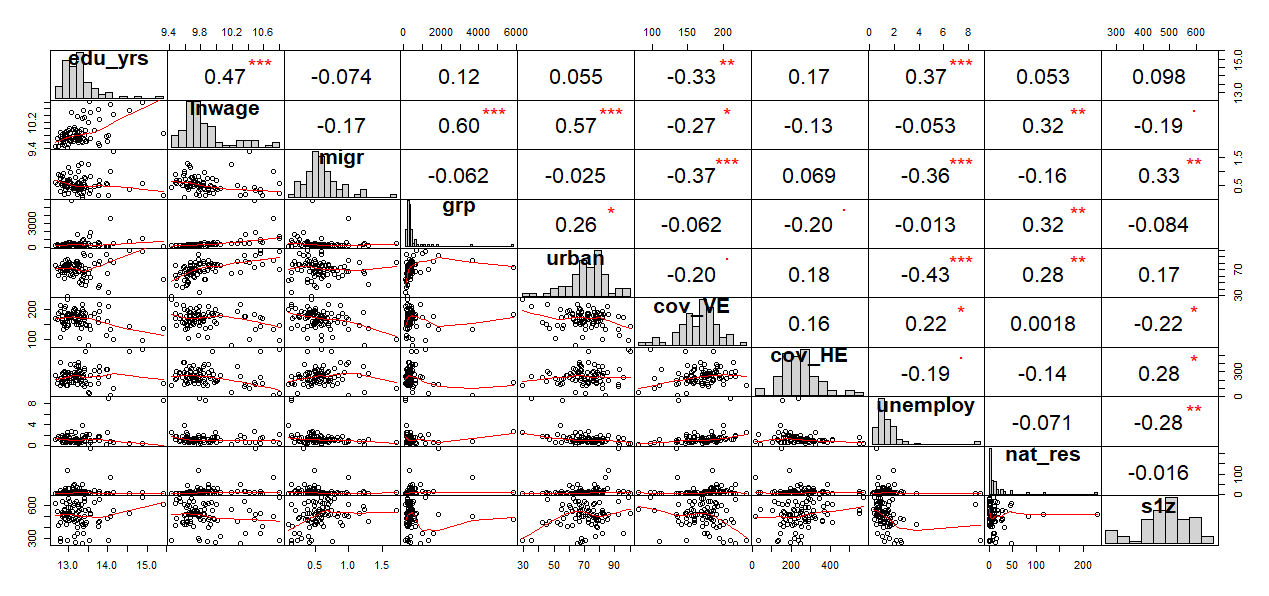 9.4 9.8 10.2 10.6 0 2000 4000 6000 100 150 200 0 2 4 6 8 300 400 500 600
edu_yrs 0.47 *** -0.074 0.12 0.055 -0.33 ** 0.17 0.37 *** 0.053 0.098 13.0 15.0
9.4 10.2 lnwage -0.17 0.60 *** 0.57 *** -0.27 * -0.13 -0.053 0.32 ** -0.19 .
migr -0.062 -0.025 -0.37 *** 0.069 -0.36 *** -0.16 0.33 ** 0.5 1.5
0 3000 grp 0.26 * -0.062 -0.20 . -0.013 0.32 ** -0.084
urban -0.20 . 0.18 -0.43 *** 0.28 ** 0.17 30 70
100 200 cov_VE 0.16 0.22 * 0.0018 -0.22 *
cov_HE -0.19 . -0.14 0.28 * 0 300
0 4 8 unemploy -0.071 -0.28 **
nat_res -0.016 0 100
300 600 s1z
13.0 14.0 15.0 0.5 1.0 1.5 30 50 70 90 0 200 400 0 50 100 200